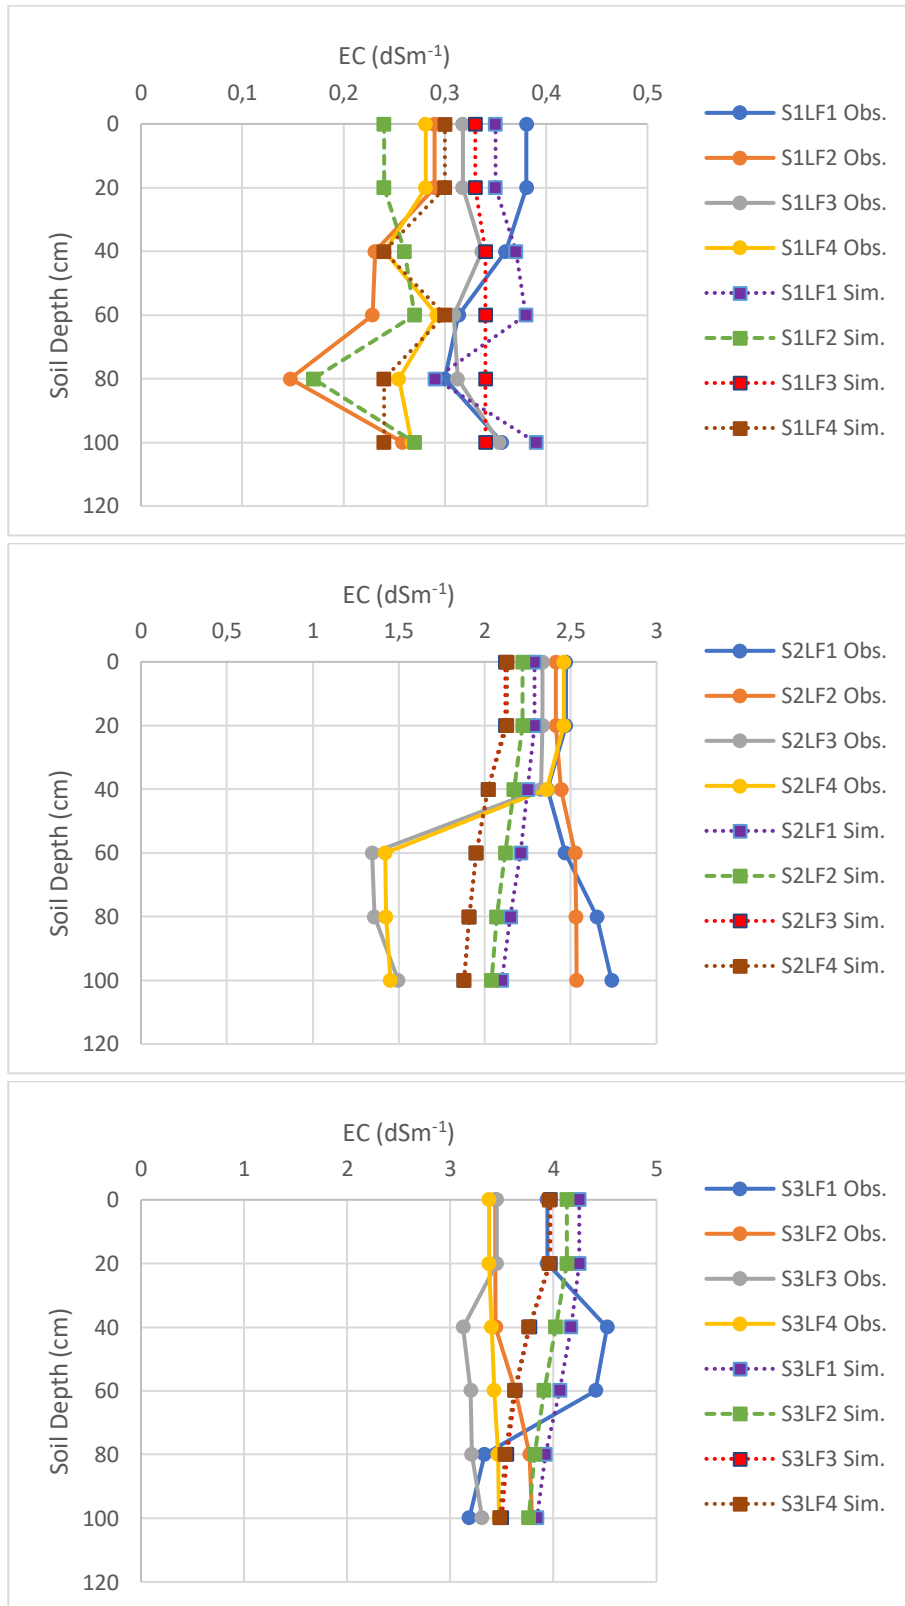 EC (dSm-1)
0 0,1 0,2 0,3 0,4 0,5
0
20
40
60
80
100
120
Soil Depth (cm)
S1LF1 Obs.
S1LF2 Obs.
S1LF3 Obs.
S1LF4 Obs.
S1LF1 Sim.
S1LF2 Sim.
S1LF3 Sim.
S1LF4 Sim.
EC (dSm-1)
0 0,5 1 1,5 2 2,5 3
0
20
40
60
80
100
120
Soil Depth (cm)
S2LF1 Obs.
S2LF2 Obs.
S2LF3 Obs.
S2LF4 Obs.
S2LF1 Sim.
S2LF2 Sim.
S2LF3 Sim.
S2LF4 Sim.
EC (dSm-1)
0 1 2 3 4 5
0
20
40
60
80
100
120
Soil Depth (cm)
S3LF1 Obs.
S3LF2 Obs.
S3LF3 Obs.
S3LF4 Obs.
S3LF1 Sim.
S3LF2 Sim.
S3LF3 Sim.
S3LF4 Sim.